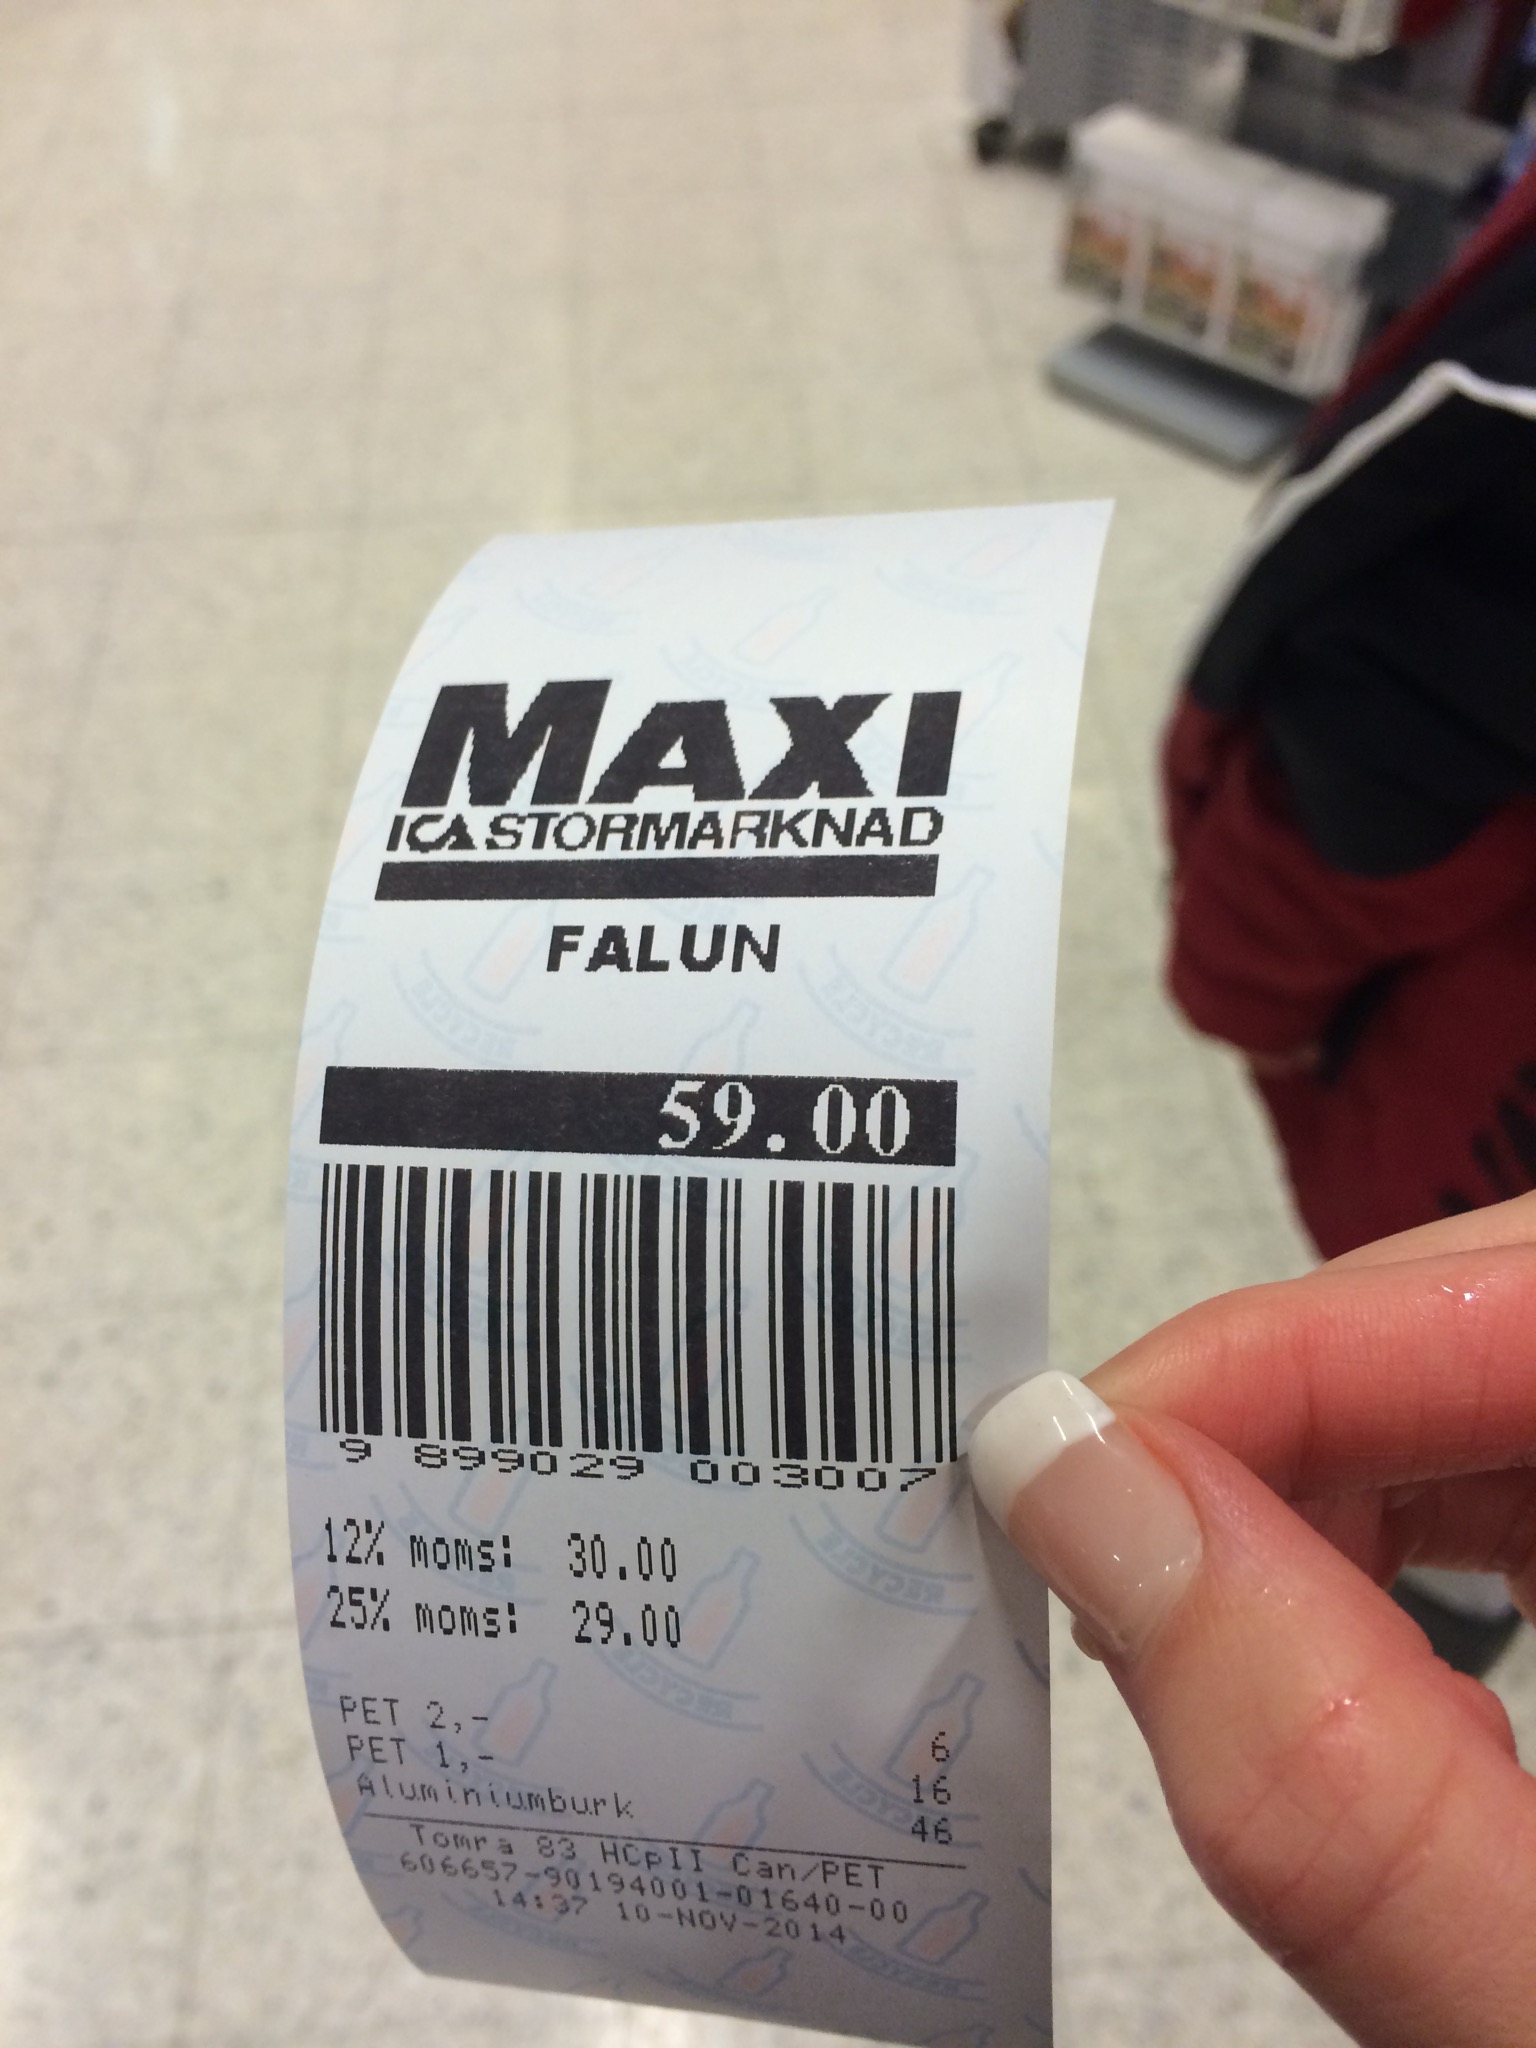 MAXI
ICA STORMARKNAD
FALUN
59.00
9 899029 003007
12% moms: 30.00
25% moms: 29.00
PET 2,- 6
PET 1,- 16
Aluminiumburk 46
Tomra 83 HCpII Can/PET
606657-90194001-01640-00
14:37 10-NOV-2014